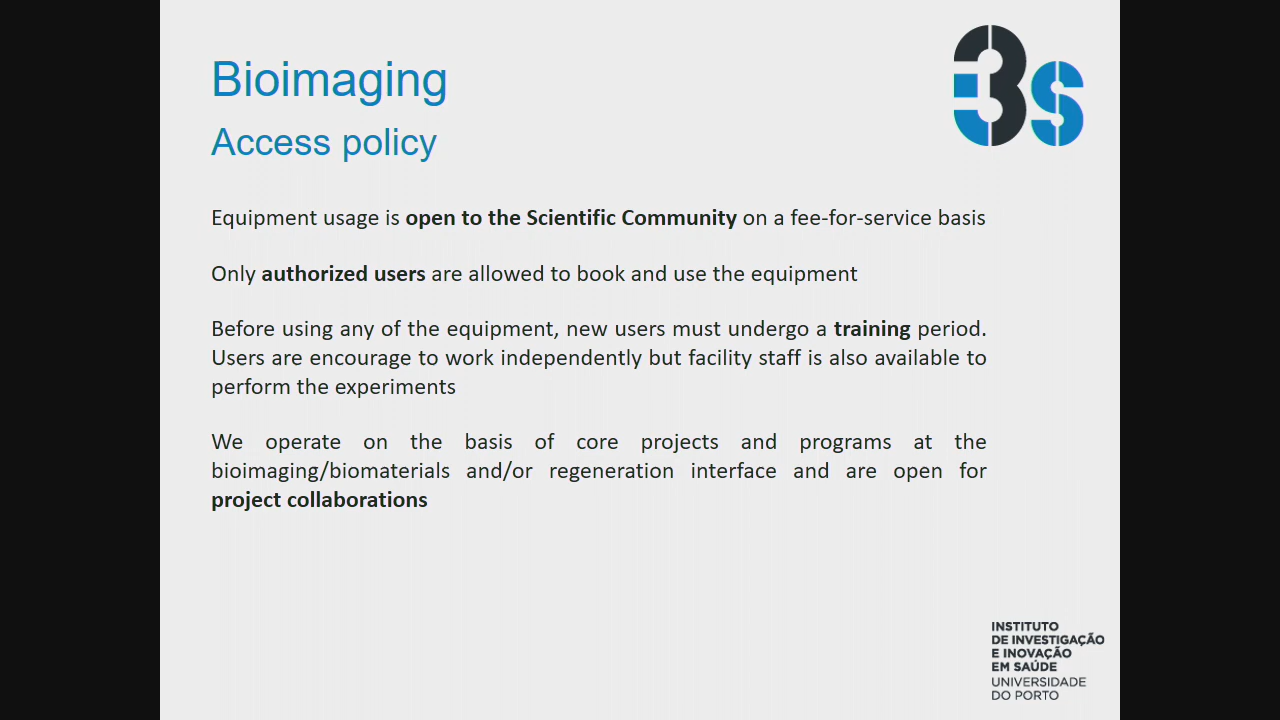 Bioimaging
Access policy
3s
Equipment usage is open to the Scientific Community on a fee-for-service basis
Only authorized users are allowed to book and use the equipment
Before using any of the equipment, new users must undergo a training period.
Users are encourage to work independently but facility staff is also available to
perform the experiments
We operate on the basis of core projects and programs at the
bioimaging/biomaterials and/or regeneration interface and are open for
project collaborations
INSTITUTO
DE INVESTIGAÇÃO
E INOVAÇÃO
EM SAÚDE
UNIVERSIDADE
DO PORTO